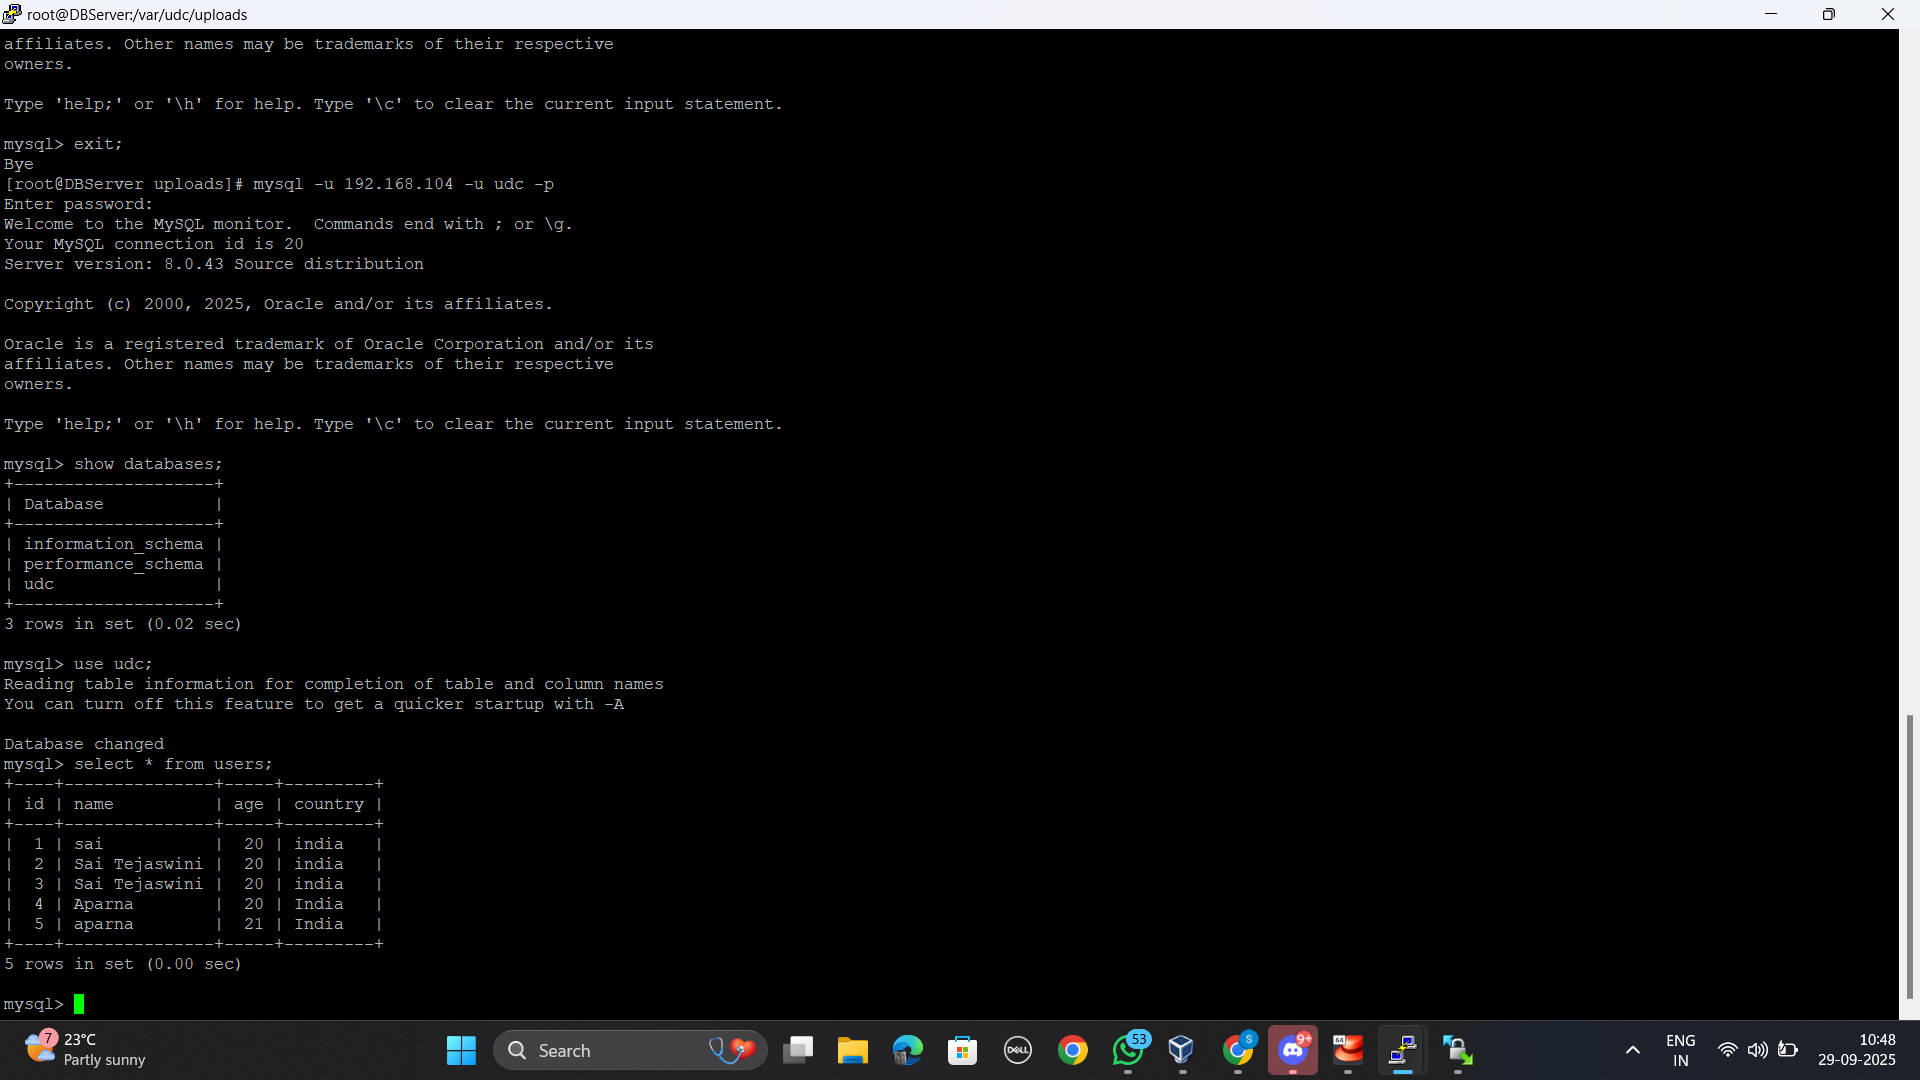 root@DBServer:/var/udc/uploads
affiliates. Other names may be trademarks of their respective
owners.
Type 'help;' or '\h' for help. Type '\c' to clear the current input statement.
mysql> exit;
Bye
[root@DBServer uploads]# mysql -u 192.168.104 -u udc -p
Enter password:
Welcome to the MySQL monitor.  Commands end with ; or \g.
Your MySQL connection id is 20
Server version: 8.0.43 Source distribution
Copyright (c) 2000, 2025, Oracle and/or its affiliates.
Oracle is a registered trademark of Oracle Corporation and/or its
affiliates. Other names may be trademarks of their respective
owners.
Type 'help;' or '\h' for help. Type '\c' to clear the current input statement.
mysql> show databases;
+--------------------+
| Database           |
+--------------------+
| information_schema |
| performance_schema |
| udc                |
+--------------------+
3 rows in set (0.02 sec)
mysql> use udc;
Reading table information for completion of table and column names
You can turn off this feature to get a quicker startup with -A
Database changed
mysql> select * from users;
+----+---------------+-----+---------+
| id | name          | age | country |
+----+---------------+-----+---------+
|  1 | sai           |  20 | india   |
|  2 | Sai Tejaswini |  20 | india   |
|  3 | Sai Tejaswini |  20 | india   |
|  4 | Aparna        |  20 | India   |
|  5 | aparna        |  21 | India   |
+----+---------------+-----+---------+
5 rows in set (0.00 sec)
mysql>
7
23°C
Partly sunny
Search
DELL
53
S
9+
64
ENG
IN
10:48
29-09-2025